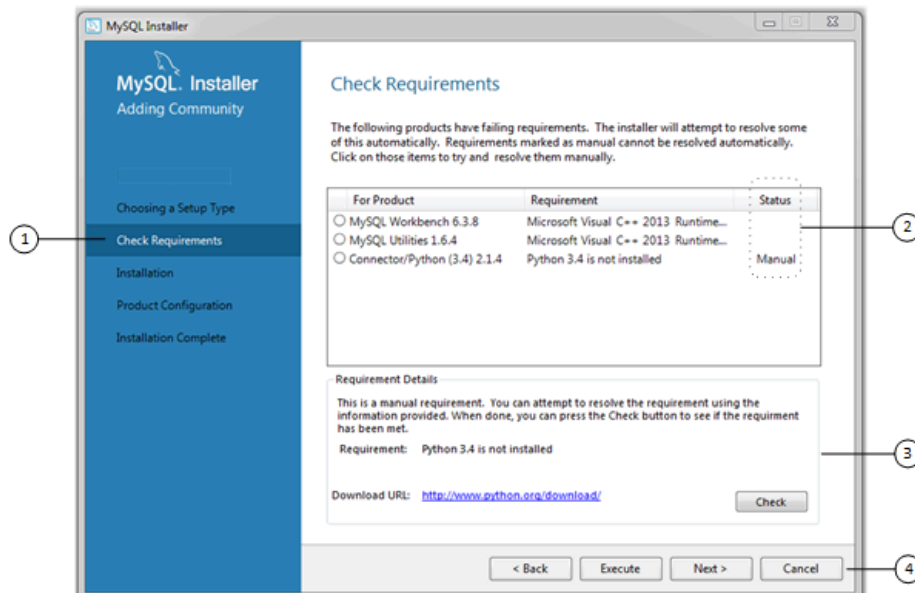 MySQL Installer
MySQL. Installer
Adding Community
Choosing a Setup Type
Check Requirements
Installation
Product Configuration
Installation Complete
1
Check Requirements
The following products have failing requirements. The installer will attempt to resolve some
of this automatically. Requirements marked as manual cannot be resolved automatically.
Click on those items to try and resolve them manually.
For Product Requirement Status
MySQL Workbench 6.3.8 Microsoft Visual C++ 2013 Runtime...
MySQL Utilities 1.6.4 Microsoft Visual C++ 2013 Runtime...
Connector/Python (3.4) 2.1.4 Python 3.4 is not installed Manual
2
Requirement Details
This is a manual requirement. You can attempt to resolve the requirement using the
information provided. When done, you can press the Check button to see if the requirment
has been met.
Requirement: Python 3.4 is not installed
3
Download URL: http://www.python.org/download/
Check
< Back Execute Next > Cancel
4